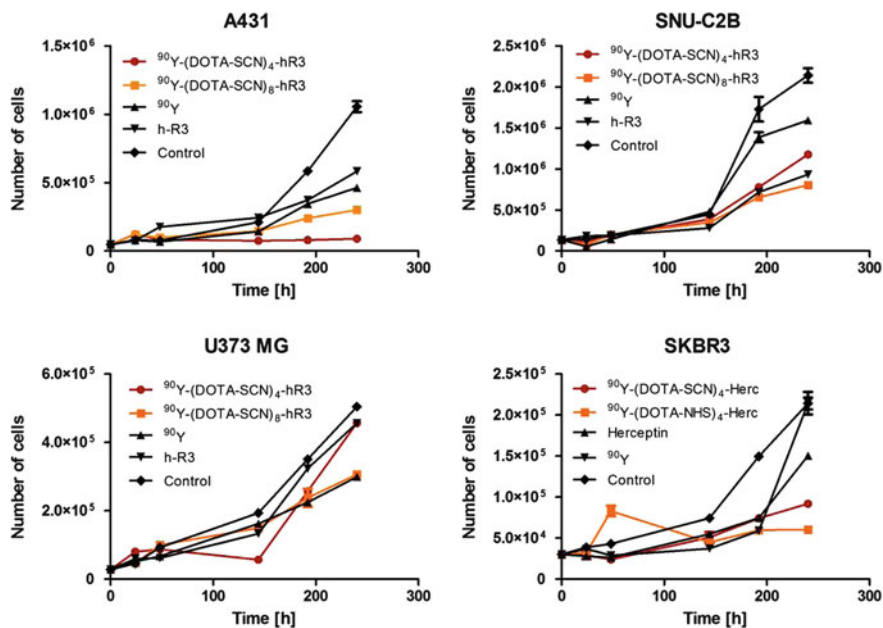 A431
Number of cells
1.5×10⁶
1.0×10⁶
5.0×10⁵
0
⁹⁰Y-(DOTA-SCN)₄-hR3
⁹⁰Y-(DOTA-SCN)₈-hR3
⁹⁰Y
h-R3
Control
0 100 200 300
Time [h]
SNU-C2B
Number of cells
2.5×10⁶
2.0×10⁶
1.5×10⁶
1.0×10⁶
5.0×10⁵
0
⁹⁰Y-(DOTA-SCN)₄-hR3
⁹⁰Y-(DOTA-SCN)₈-hR3
⁹⁰Y
h-R3
Control
0 100 200 300
Time [h]
U373 MG
Number of cells
6.0×10⁵
4.0×10⁵
2.0×10⁵
0
⁹⁰Y-(DOTA-SCN)₄-hR3
⁹⁰Y-(DOTA-SCN)₈-hR3
⁹⁰Y
h-R3
Control
0 100 200 300
Time [h]
SKBR3
Number of cells
2.5×10⁵
2.0×10⁵
1.5×10⁵
1.0×10⁵
5.0×10⁴
0
⁹⁰Y-(DOTA-SCN)₄-Herc
⁹⁰Y-(DOTA-NHS)₄-Herc
Herceptin
⁹⁰Y
Control
0 100 200 300
Time [h]